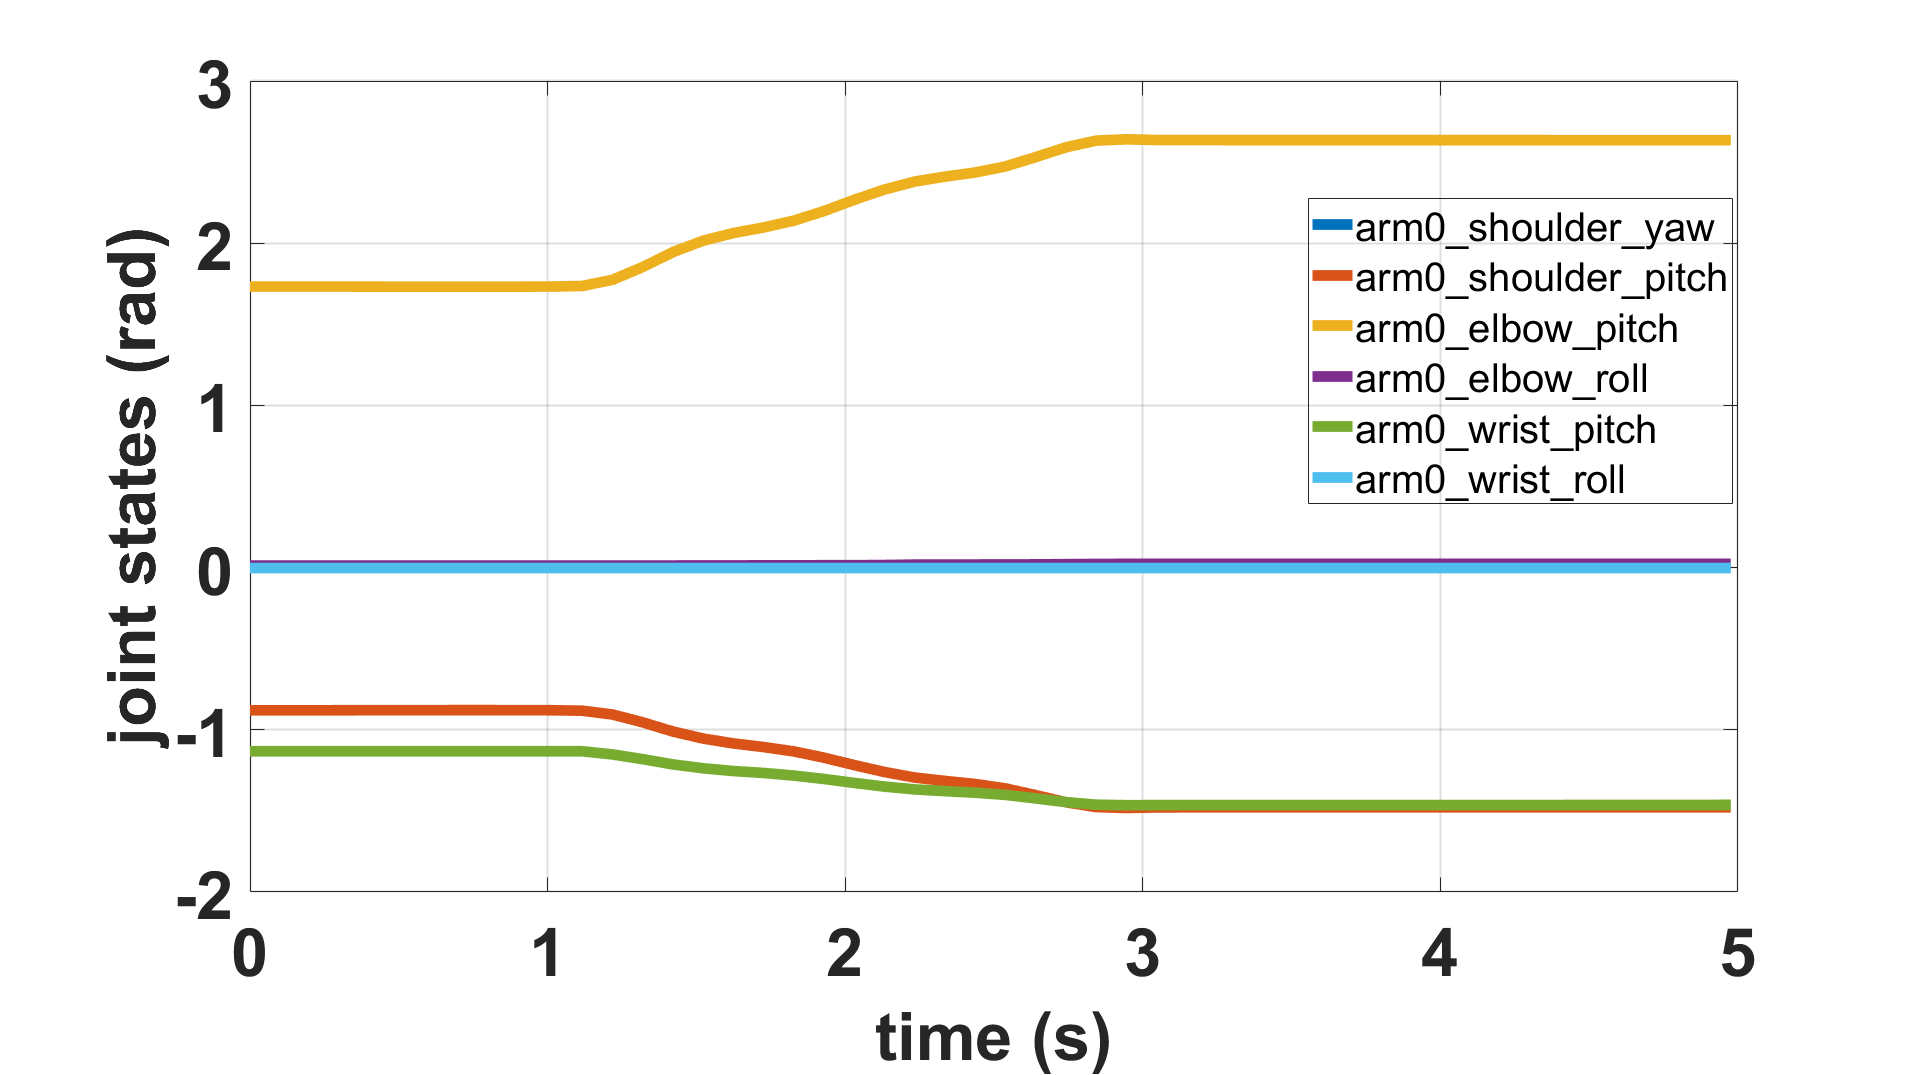 joint states (rad)
3
2
1
0
-1
-2
arm0_shoulder_yaw
arm0_shoulder_pitch
arm0_elbow_pitch
arm0_elbow_roll
arm0_wrist_pitch
arm0_wrist_roll
0 1 2 3 4 5
time (s)